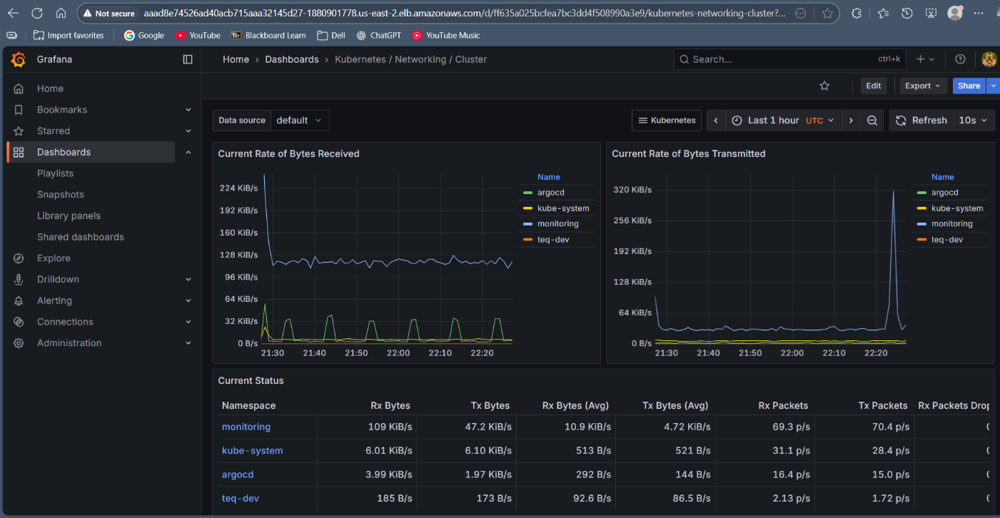 Not secure aaad8e74526ad40acb715aaa32145d27-1880901778.us-east-2.elb.amazonaws.com/d/ff635a025bcfea7bc3dd4f508990a3e9/kubernetes-networking-cluster?...
Import favorites Google YouTube Bb Blackboard Learn Dell ChatGPT YouTube Music
Grafana Home › Dashboards › Kubernetes / Networking / Cluster Search... ctrl+k
Edit Export Share
Home
Bookmarks
Starred
Dashboards
Playlists
Snapshots
Library panels
Shared dashboards
Explore
Drilldown
Alerting
Connections
Administration
Data source default Kubernetes Last 1 hour UTC Refresh 10s
Current Rate of Bytes Received
224 KiB/s
192 KiB/s
160 KiB/s
128 KiB/s
96 KiB/s
64 KiB/s
32 KiB/s
0 B/s
21:30 21:40 21:50 22:00 22:10 22:20
Name
argocd
kube-system
monitoring
teq-dev
Current Rate of Bytes Transmitted
320 KiB/s
256 KiB/s
192 KiB/s
128 KiB/s
64 KiB/s
0 B/s
21:30 21:40 21:50 22:00 22:10 22:20
Name
argocd
kube-system
monitoring
teq-dev
Current Status
Namespace Rx Bytes Tx Bytes Rx Bytes (Avg) Tx Bytes (Avg) Rx Packets Tx Packets Rx Packets Drop
monitoring 109 KiB/s 47.2 KiB/s 10.9 KiB/s 4.72 KiB/s 69.3 p/s 70.4 p/s
kube-system 6.01 KiB/s 6.10 KiB/s 513 B/s 521 B/s 31.1 p/s 28.4 p/s
argocd 3.99 KiB/s 1.97 KiB/s 292 B/s 144 B/s 16.4 p/s 15.0 p/s
teq-dev 185 B/s 173 B/s 92.6 B/s 86.5 B/s 2.13 p/s 1.72 p/s